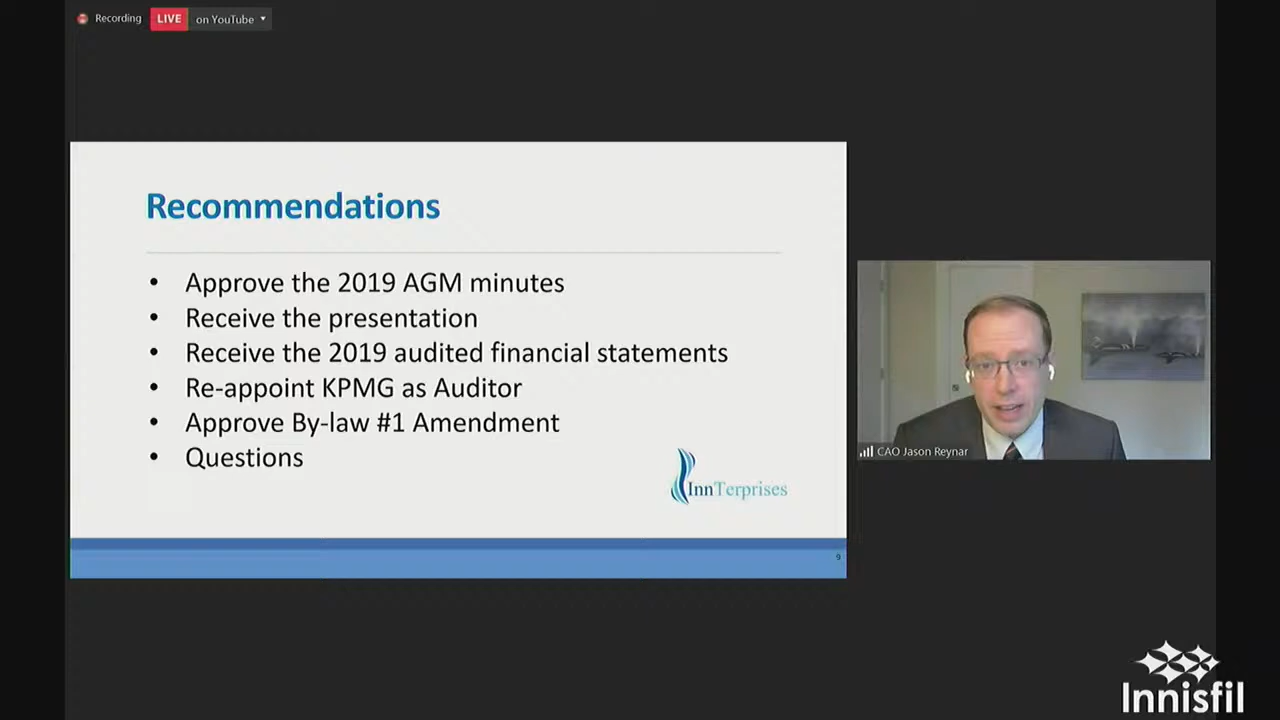 Recording LIVE on YouTube
Recommendations
• Approve the 2019 AGM minutes
• Receive the presentation
• Receive the 2019 audited financial statements
• Re-appoint KPMG as Auditor
• Approve By-law #1 Amendment
• Questions
InnTerprises
9
CAO Jason Reynar
Innisfil